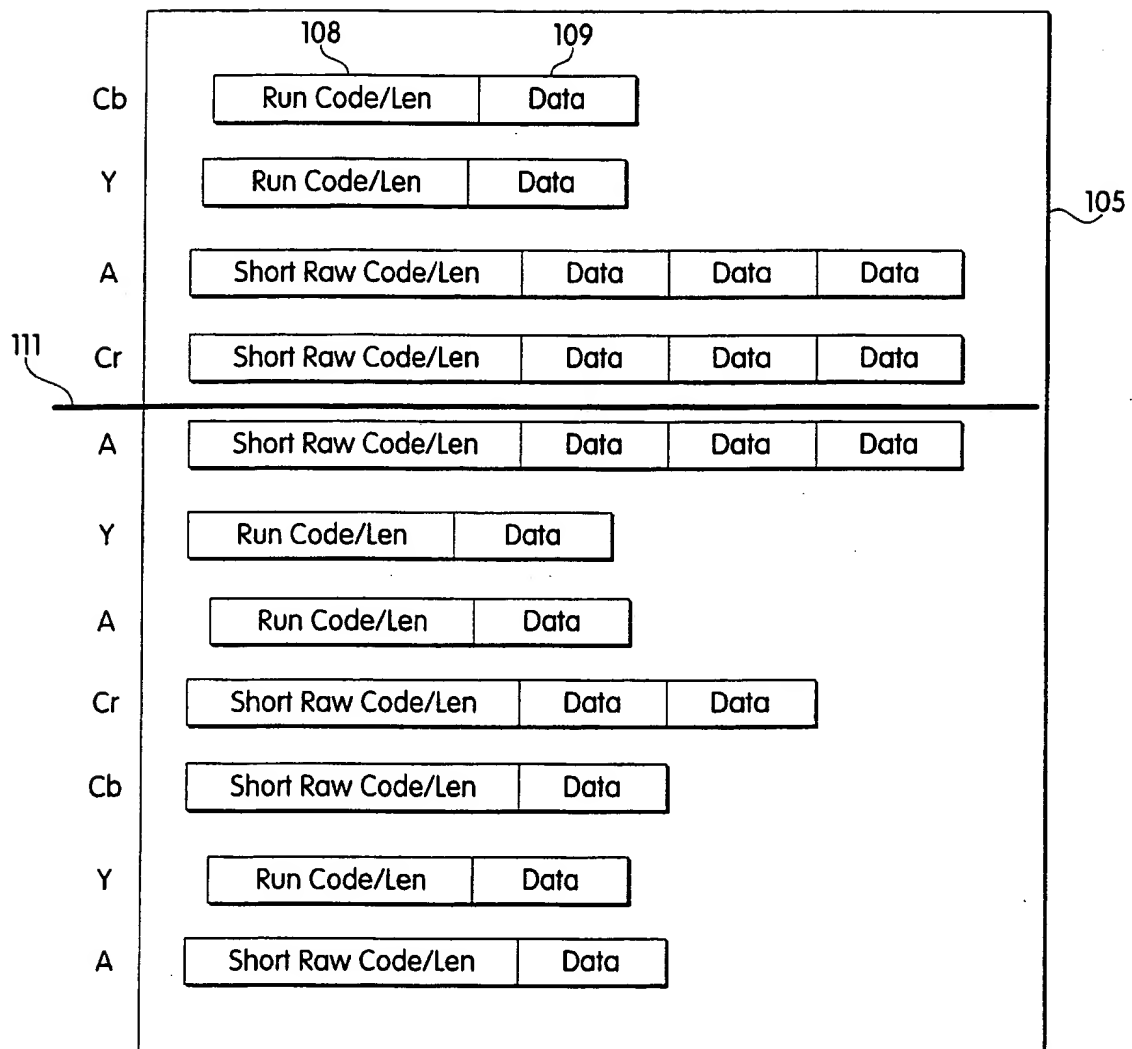 108 109
Cb Run Code/Len Data
Y Run Code/Len Data
105
A Short Raw Code/Len Data Data Data
111
Cr Short Raw Code/Len Data Data Data
A Short Raw Code/Len Data Data Data
Y Run Code/Len Data
A Run Code/Len Data
Cr Short Raw Code/Len Data Data
Cb Short Raw Code/Len Data
Y Run Code/Len Data
A Short Raw Code/Len Data